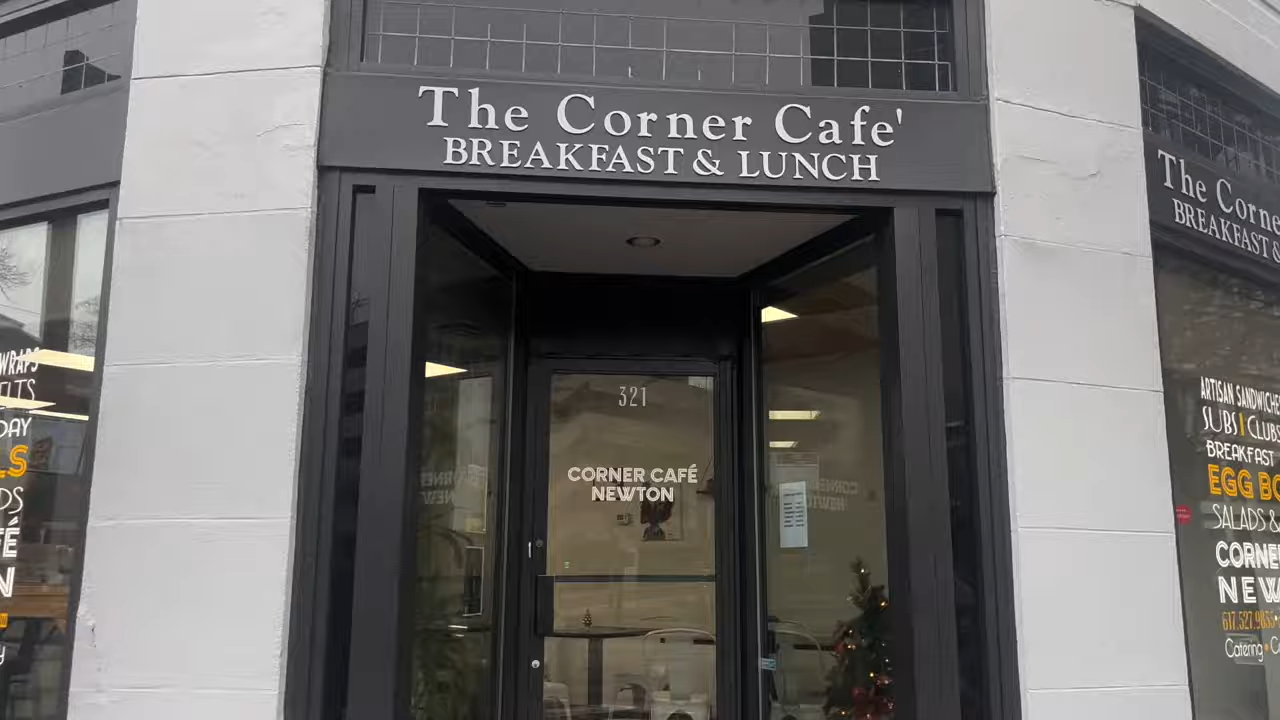 The Corner Cafe'
BREAKFAST & LUNCH
321
CORNER CAFÉ
NEWTON
WRAPS
The Corne
BREAKFAST &
ARTISAN SANDWICHE
SUBS CLUBS
BREAKFAST
EGG BO
SALADS &
CORNE
NEW
Catering